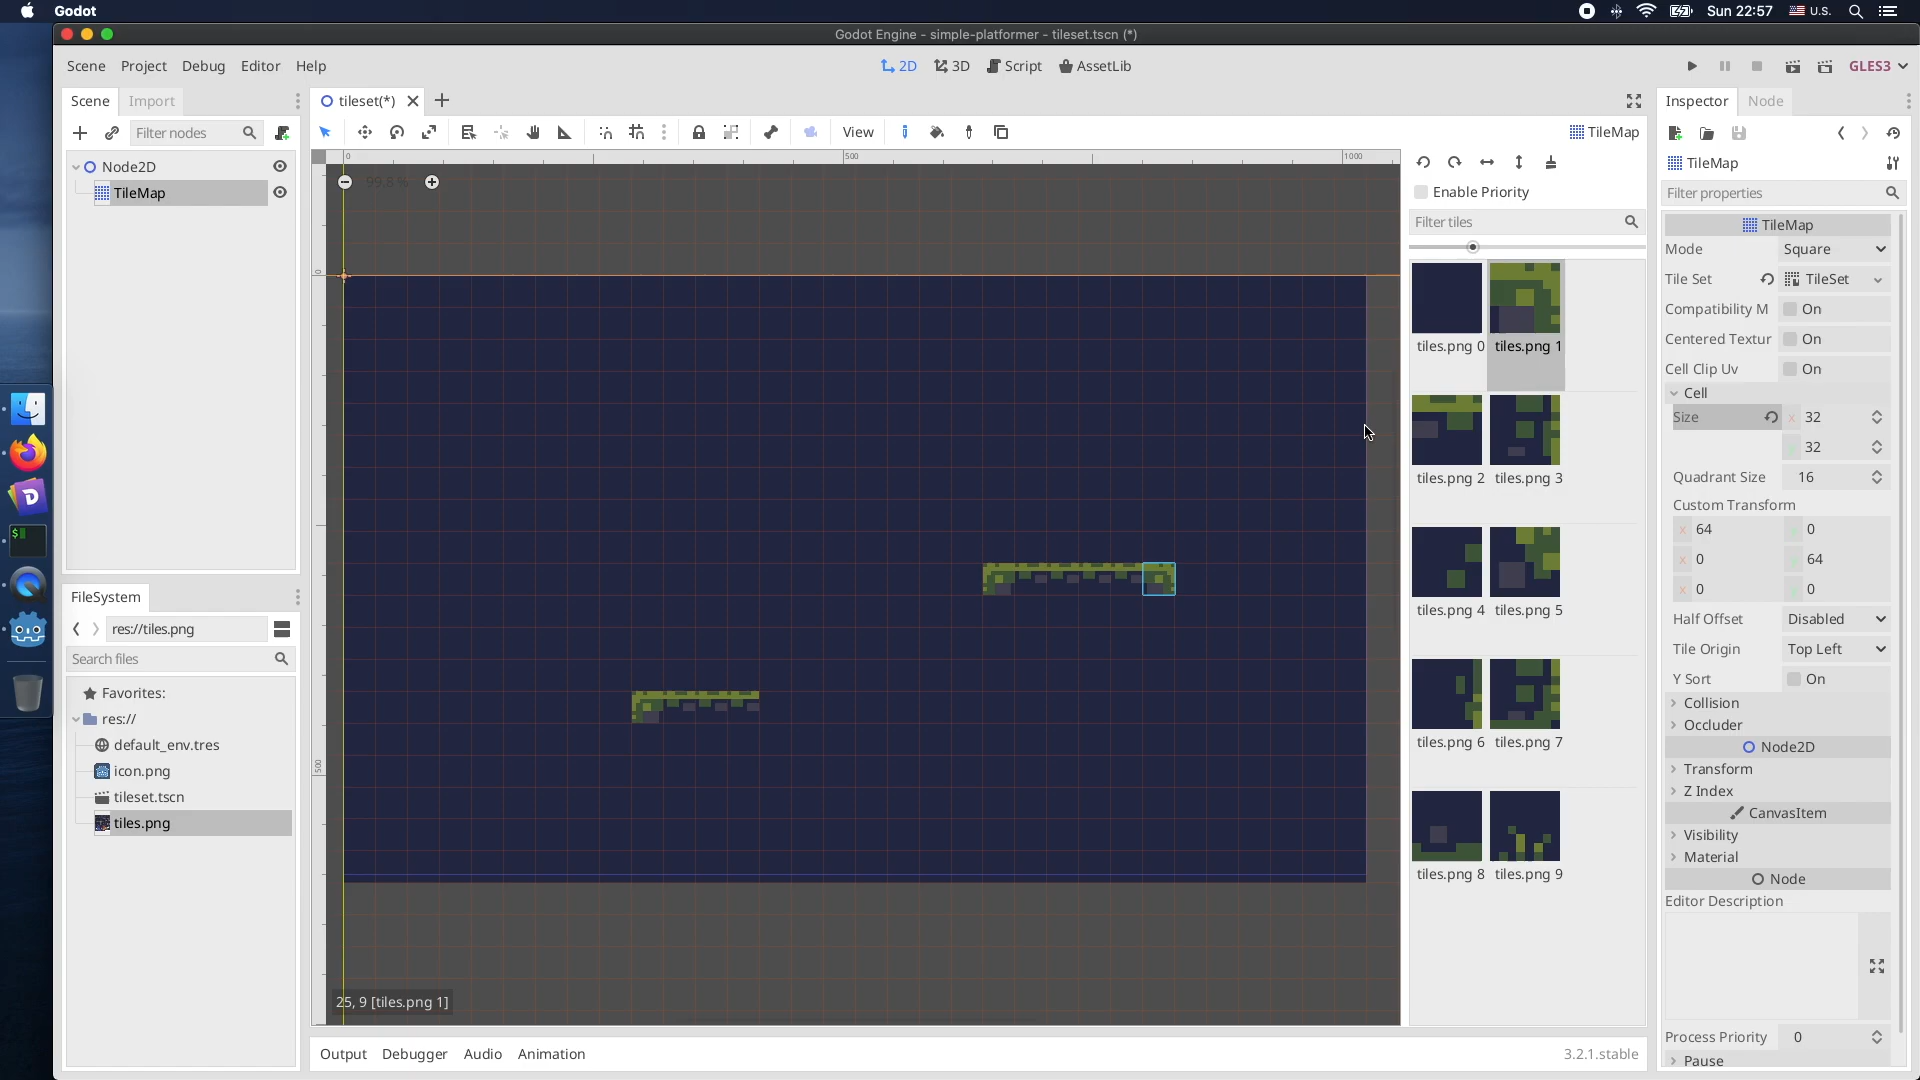 Godot
Sun 22:57
U.S.
Godot Engine - simple-platformer - tileset.tscn (*)
Scene Project Debug Editor Help
2D 3D Script AssetLib
GLES3
Scene Import
tileset(*)
Inspector Node
Filter nodes
View
TileMap
Node2D
TileMap
0 500 1000
99.8 %
0
500
25, 9 [tiles.png 1]
Enable Priority
Filter tiles
tiles.png 0 tiles.png 1
tiles.png 2 tiles.png 3
tiles.png 4 tiles.png 5
tiles.png 6 tiles.png 7
tiles.png 8 tiles.png 9
TileMap
Filter properties
TileMap
Mode Square
Tile Set TileSet
Compatibility M On
Centered Textur On
Cell Clip Uv On
Cell
Size x 32
y 32
Quadrant Size 16
Custom Transform
x 64 y 0
x 0 y 64
x 0 y 0
Half Offset Disabled
Tile Origin Top Left
Y Sort On
Collision
Occluder
Node2D
Transform
Z Index
CanvasItem
Visibility
Material
Node
Editor Description
Process Priority 0
Pause
FileSystem
res://tiles.png
Search files
Favorites:
res://
default_env.tres
icon.png
tileset.tscn
tiles.png
Output Debugger Audio Animation
3.2.1.stable